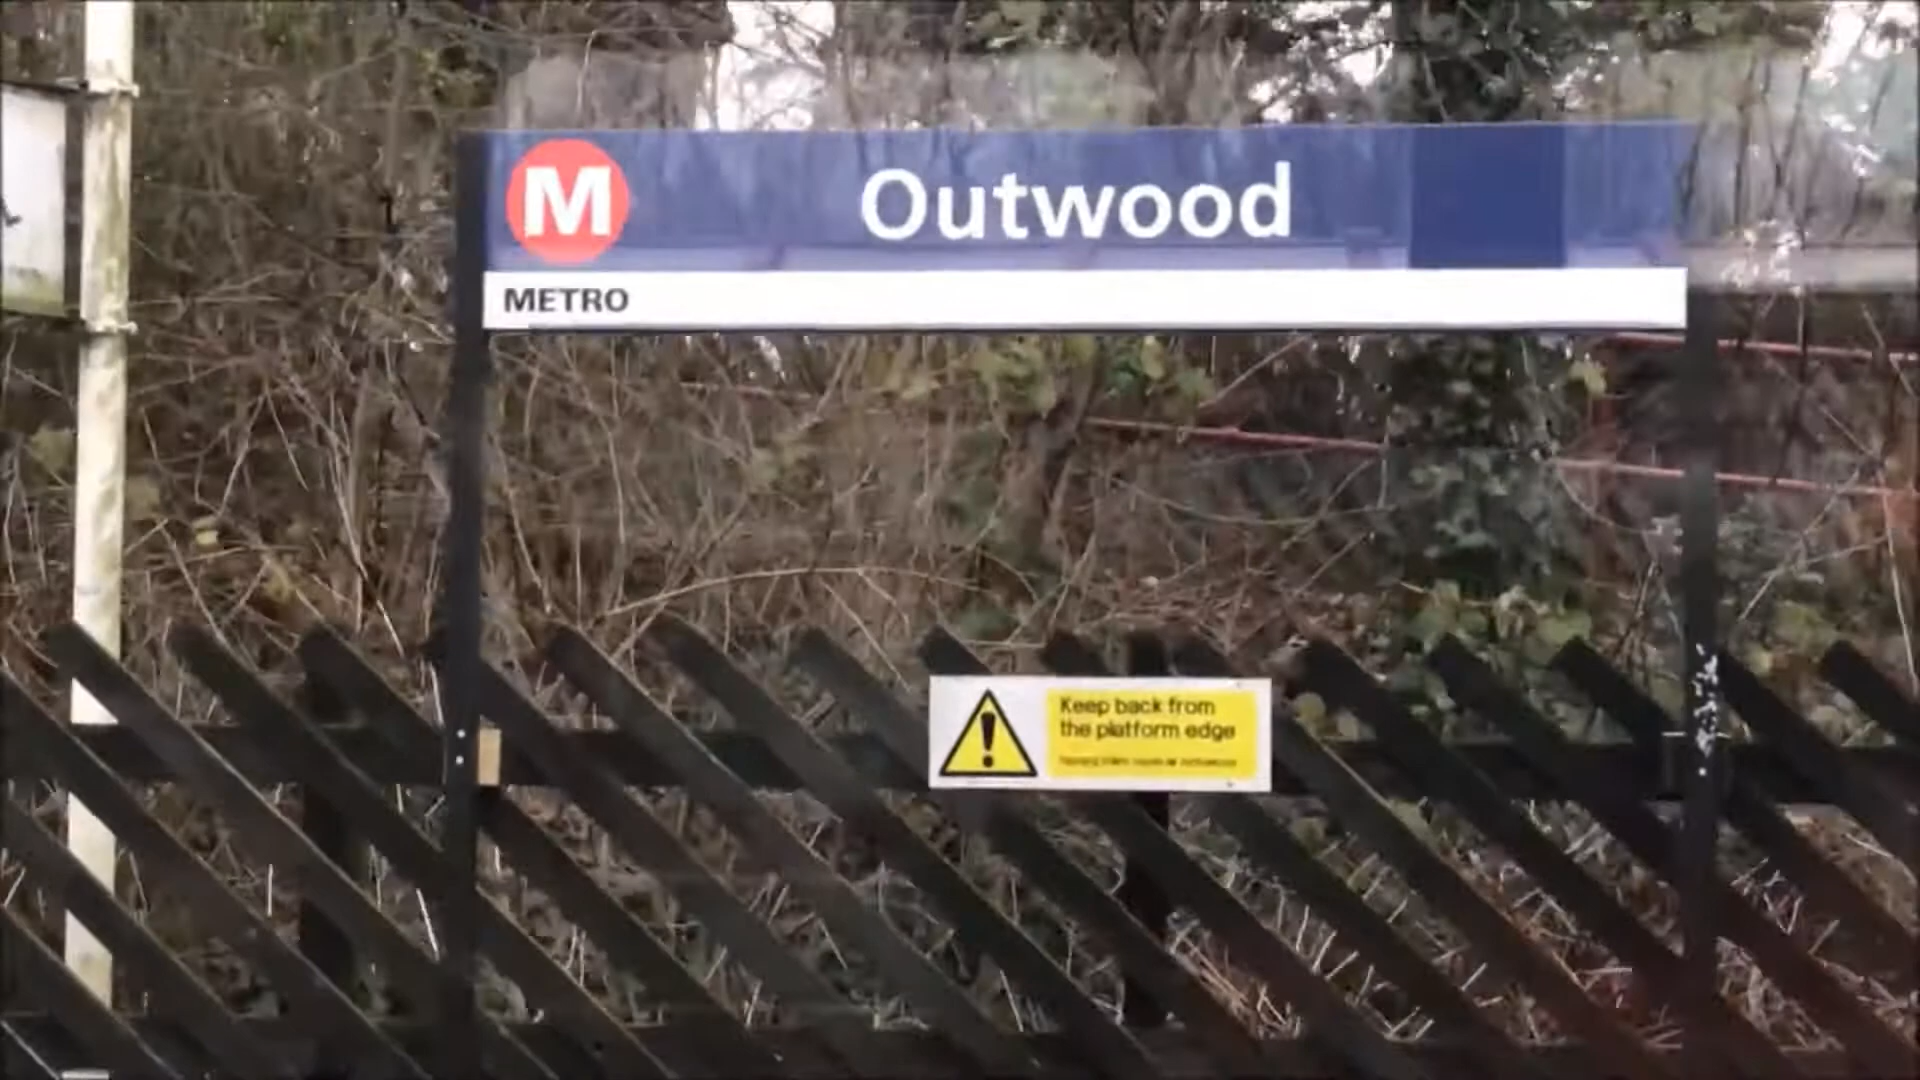 M
Outwood
METRO
Keep back from
the platform edge